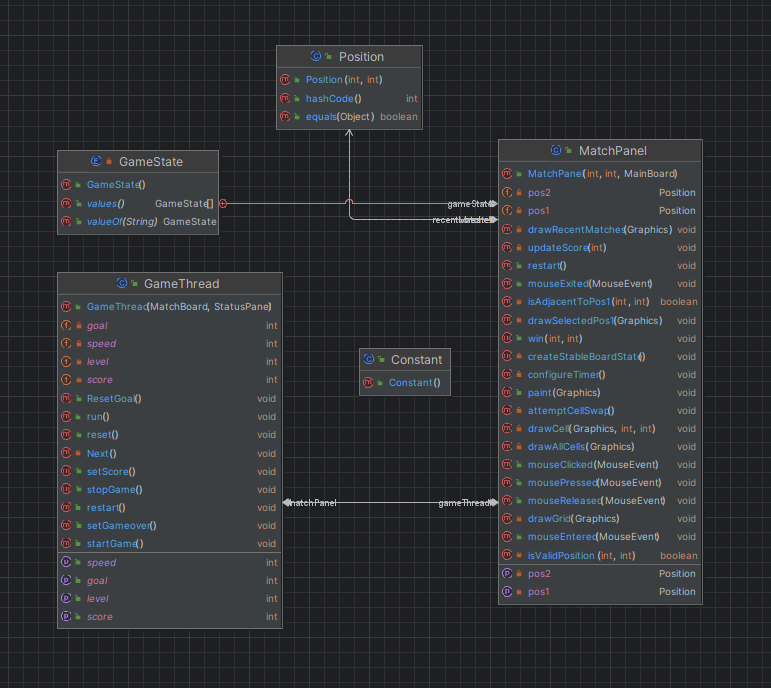 Position
Position (int, int)
hashCode() int
equals(Object) boolean
GameState
GameState()
values() GameState[]
valueOf(String) GameState
gameState
MatchPanel
MatchPanel(int, int, MainBoard)
pos2 Position
pos1 Position
drawRecentMatches(Graphics) void
updateScore(int) void
restart() void
mouseExited(MouseEvent) void
isAdjacentToPos1(int, int) boolean
drawSelectedPos1(Graphics) void
win(int, int) void
createStableBoardState() void
configureTimer() void
paint(Graphics) void
attemptCellSwap() void
drawCell(Graphics, int, int) void
drawAllCells(Graphics) void
mouseClicked(MouseEvent) void
mousePressed(MouseEvent) void
mouseReleased(MouseEvent) void
drawGrid(Graphics) void
mouseEntered(MouseEvent) void
isValidPosition (int, int) boolean
pos2 Position
pos1 Position
GameThread
GameThread(MatchBoard, StatusPane)
goal int
speed int
level int
score int
ResetGoal() void
run() void
reset() void
Next() void
setScore() void
stopGame() void
restart() void
setGameover() void
startGame() void
speed int
goal int
level int
score int
matchPanel
gameThread
Constant
Constant()